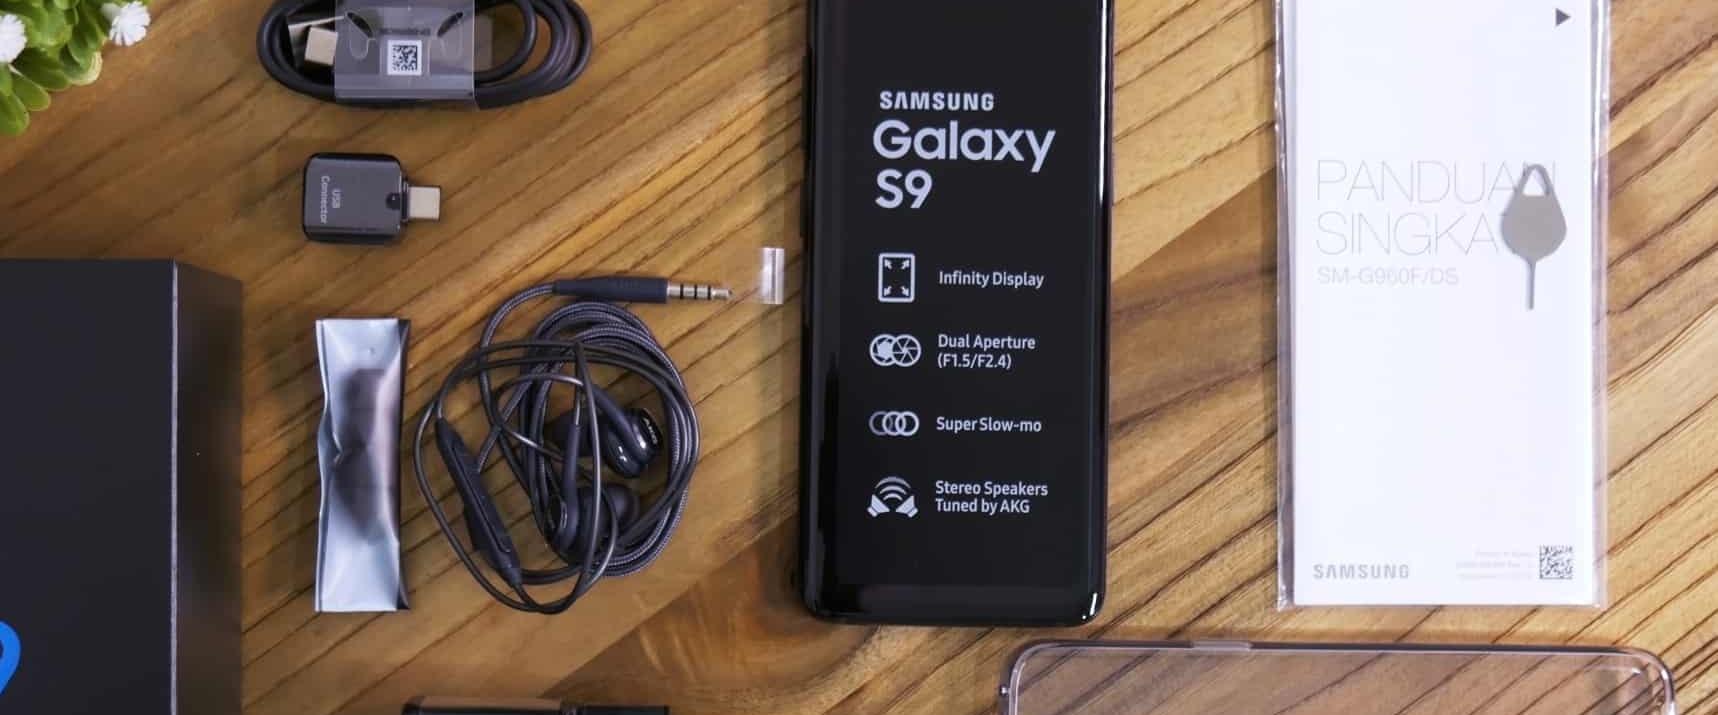 USB
Connector
AKG
SAMSUNG
Galaxy
S9
Infinity Display
Dual Aperture
(F1.5/F2.4)
Super Slow-mo
Stereo Speakers
Tuned by AKG
PANDUAN
SINGKA
SM-G960F/DS
SAMSUNG